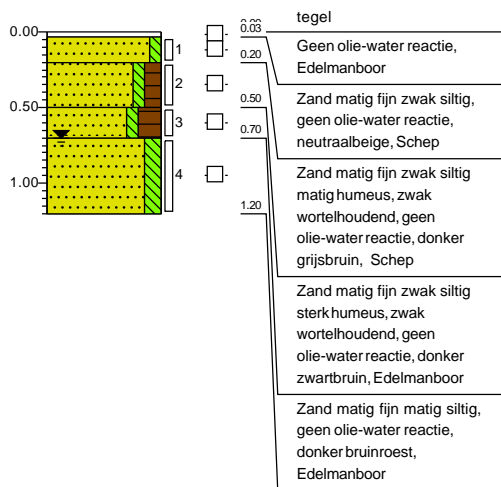 tegel
0.00
0.00
0.03
1
Geen olie-water reactie,
Edelmanboor
0.20
2
Zand matig fijn zwak siltig,
geen olie-water reactie,
neutraalbeige, Schep
0.50
0.50
3
0.70
Zand matig fijn zwak siltig
matig humeus, zwak
wortelhoudend, geen
olie-water reactie, donker
grijsbruin, Schep
4
1.00
1.20
Zand matig fijn zwak siltig
sterk humeus, zwak
wortelhoudend, geen
olie-water reactie, donker
zwartbruin, Edelmanboor
Zand matig fijn matig siltig,
geen olie-water reactie,
donker bruinroest,
Edelmanboor